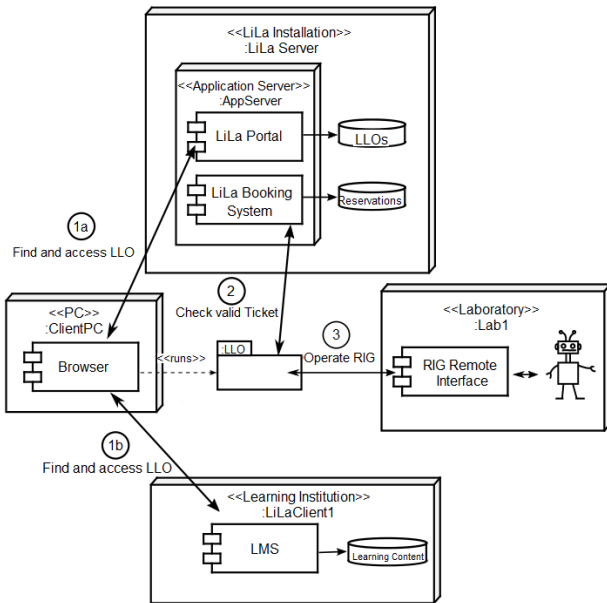 <<LiLa Installation>>
:LiLa Server
<<Application Server>>
:AppServer
LiLa Portal
LLOs
LiLa Booking
System
Reservations
1a
Find and access LLO
2
Check valid Ticket
<<PC>>
:ClientPC
Browser
<<runs>>
:LLO
3
Operate RIG
<<Laboratory>>
:Lab1
RIG Remote
Interface
1b
Find and access LLO
<<Learning Institution>>
:LiLaClient1
LMS
Learning Content